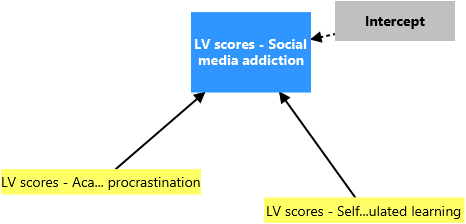 Intercept
LV scores - Social
media addiction
LV scores - Aca... procrastination
LV scores - Self...ulated learning